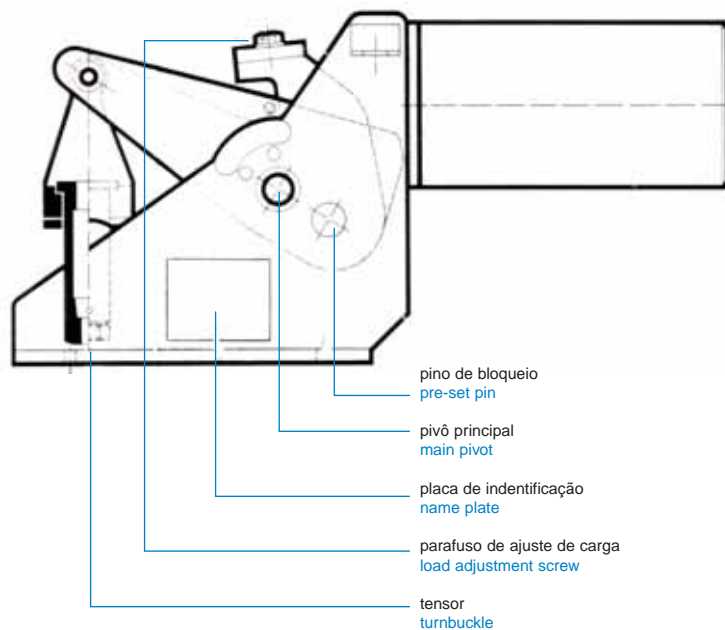 pino de bloqueio
pre-set pin
pivô principal
main pivot
placa de indentificação
name plate
parafuso de ajuste de carga
load adjustment screw
tensor
turnbuckle